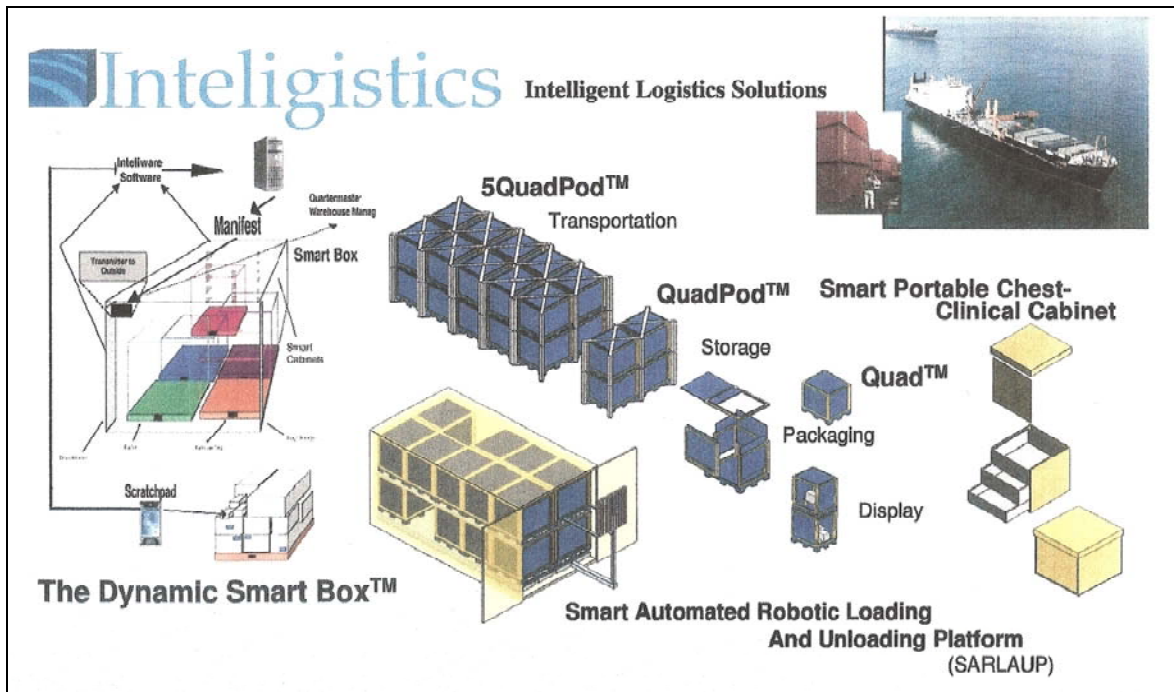 Inteligistics
Intelligent Logistics Solutions
Inteliware
Software
Quartermaster
Warehouse Manag
Manifest
Smart Box
Transmitter to
Outside
Smart
Cabinets
Scratchpad
The Dynamic Smart Box™
5QuadPod™
Transportation
QuadPod™
Storage
Quad™
Packaging
Display
Smart Portable Chest-
Clinical Cabinet
Smart Automated Robotic Loading
And Unloading Platform
(SARLAUP)